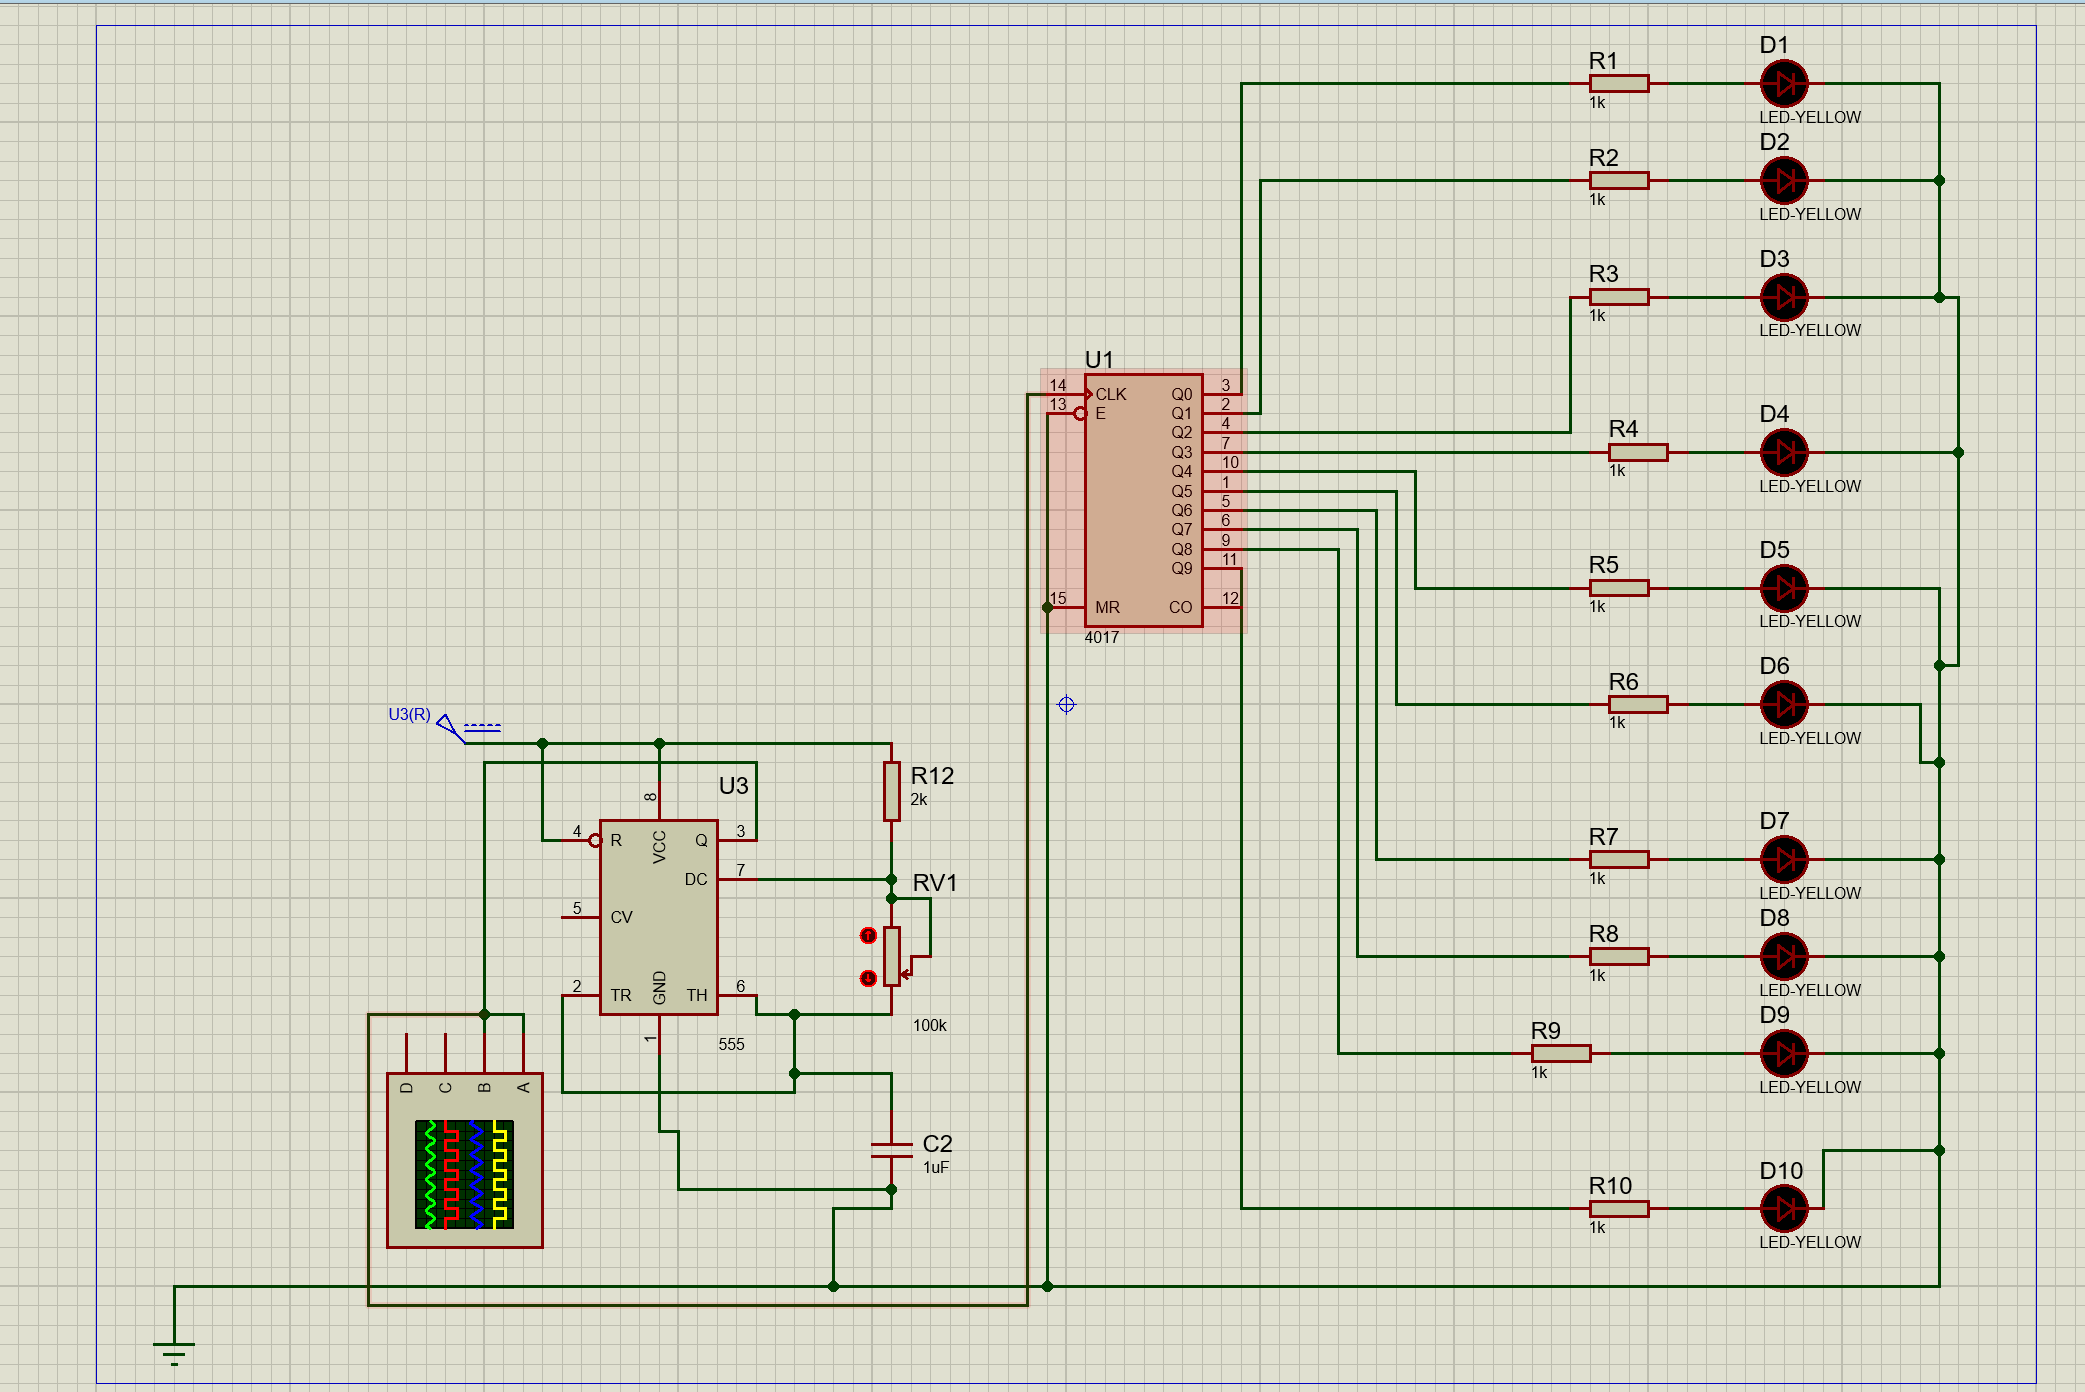 R1
1k
D1
LED-YELLOW
R2
1k
D2
LED-YELLOW
R3
1k
D3
LED-YELLOW
U1
14 CLK Q0 3
13 E Q1 2
Q2 4
Q3 7
Q4 10
Q5 1
Q6 5
Q7 6
Q8 9
Q9 11
15 MR CO 12
4017
R4
1k
D4
LED-YELLOW
R5
1k
D5
LED-YELLOW
R6
1k
D6
LED-YELLOW
U3(R)
R12
2k
U3
8
4 R VCC Q 3
DC 7
5 CV
2 TR GND TH 6
1
555
RV1
100k
D C B A
C2
1uF
R7
1k
D7
LED-YELLOW
R8
1k
D8
LED-YELLOW
R9
1k
D9
LED-YELLOW
R10
1k
D10
LED-YELLOW